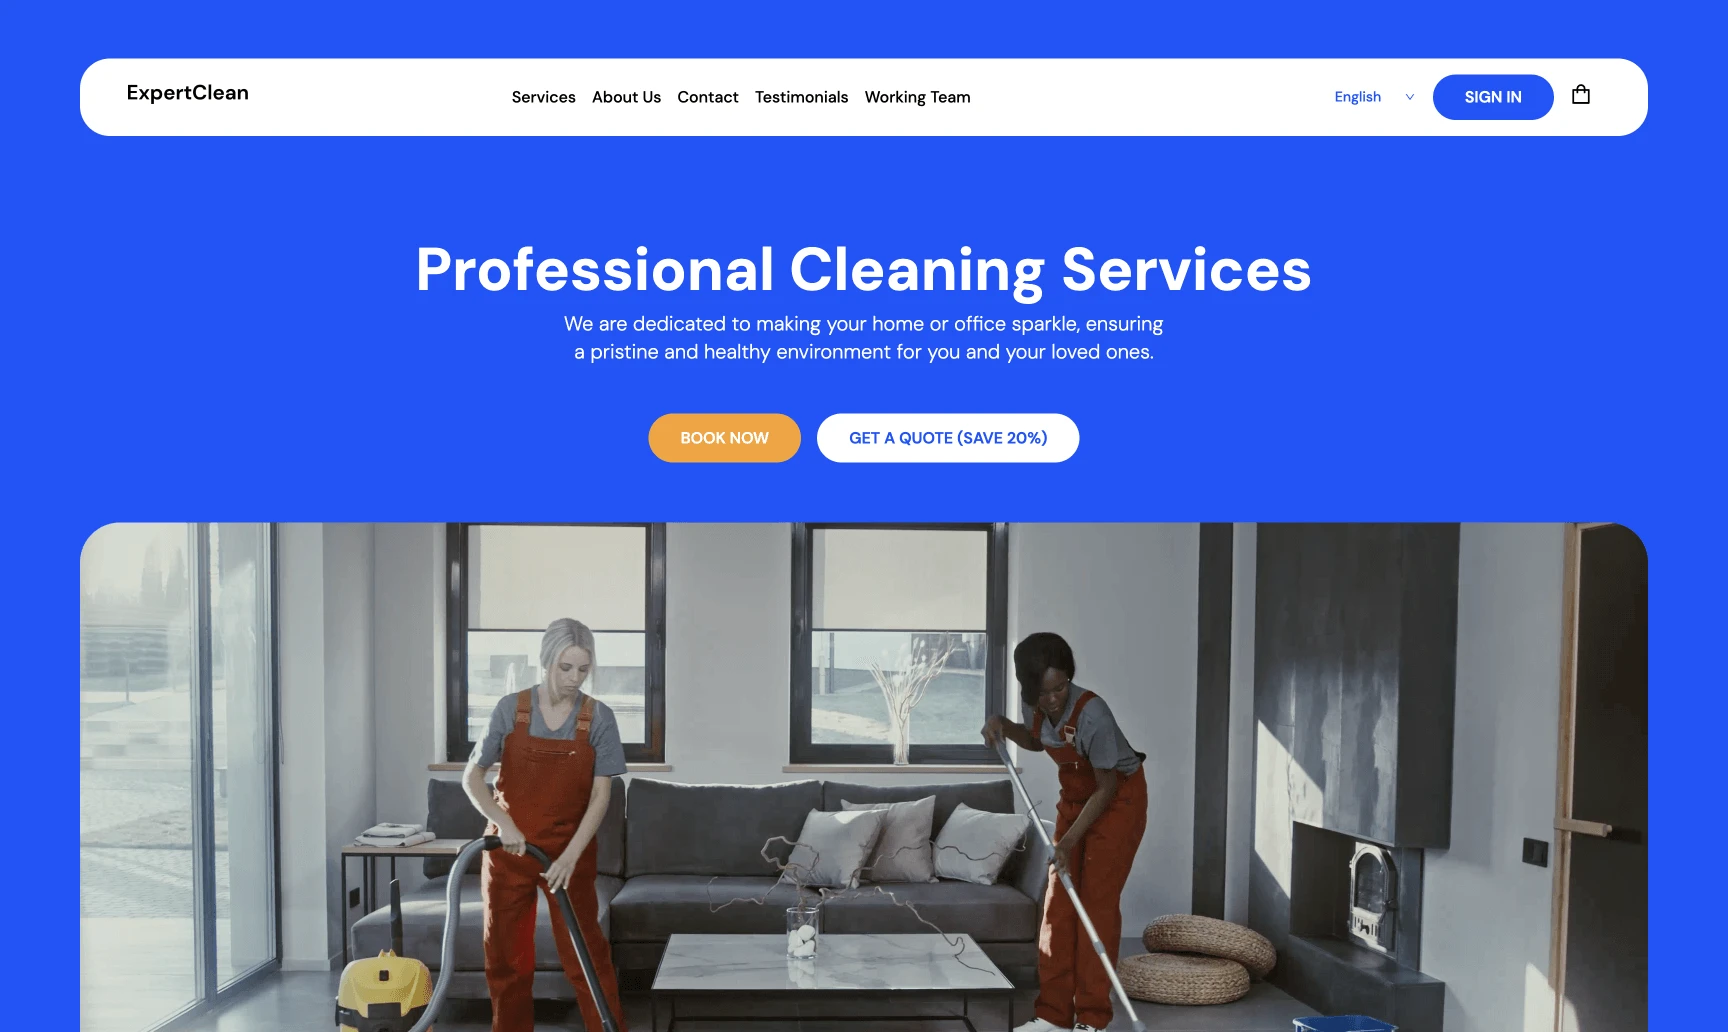 ExpertClean
Services About Us Contact Testimonials Working Team
English
SIGN IN
Professional Cleaning Services
We are dedicated to making your home or office sparkle, ensuring
a pristine and healthy environment for you and your loved ones.
BOOK NOW
GET A QUOTE (SAVE 20%)